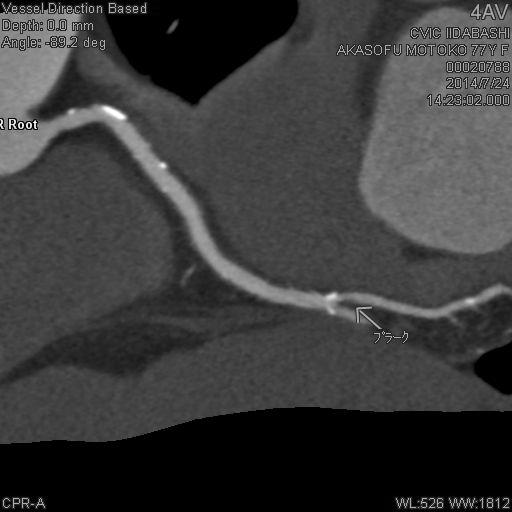 Vessel Direction Based
Depth: 0.0 mm
Angle: -89.2 deg
4AV
CVIC IIDABASHI
AKASOFU MOTOKO 77Y F
00020788
2014/7/24
14:23:02.000
R Root
プラーク
CPR-A
WL:526 WW:1812